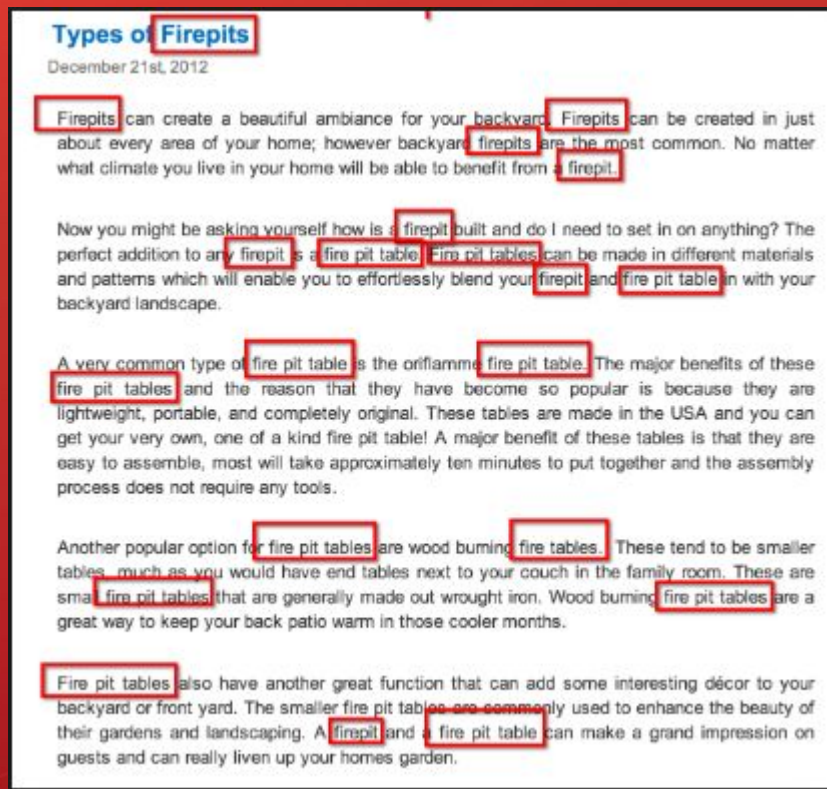 Types of Firepits
December 21st, 2012
Firepits can create a beautiful ambiance for your backyard. Firepits can be created in just
about every area of your home; however backyard firepits are the most common. No matter
what climate you live in your home will be able to benefit from a firepit.
Now you might be asking yourself how is a firepit built and do I need to set in on anything? The
perfect addition to any firepit is a fire pit table. Fire pit tables can be made in different materials
and patterns which will enable you to effortlessly blend your firepit and fire pit table in with your
backyard landscape.
A very common type of fire pit table is the oriflamme fire pit table. The major benefits of these
fire pit tables and the reason that they have become so popular is because they are
lightweight, portable, and completely original. These tables are made in the USA and you can
get your very own, one of a kind fire pit table! A major benefit of these tables is that they are
easy to assemble, most will take approximately ten minutes to put together and the assembly
process does not require any tools.
Another popular option for fire pit tables are wood burning fire tables. These tend to be smaller
tables, much as you would have end tables next to your couch in the family room. These are
small fire pit tables that are generally made out wrought iron. Wood burning fire pit tables are a
great way to keep your back patio warm in those cooler months.
Fire pit tables also have another great function that can add some interesting décor to your
backyard or front yard. The smaller fire pit tables are commonly used to enhance the beauty of
their gardens and landscaping. A firepit and a fire pit table can make a grand impression on
guests and can really liven up your homes garden.